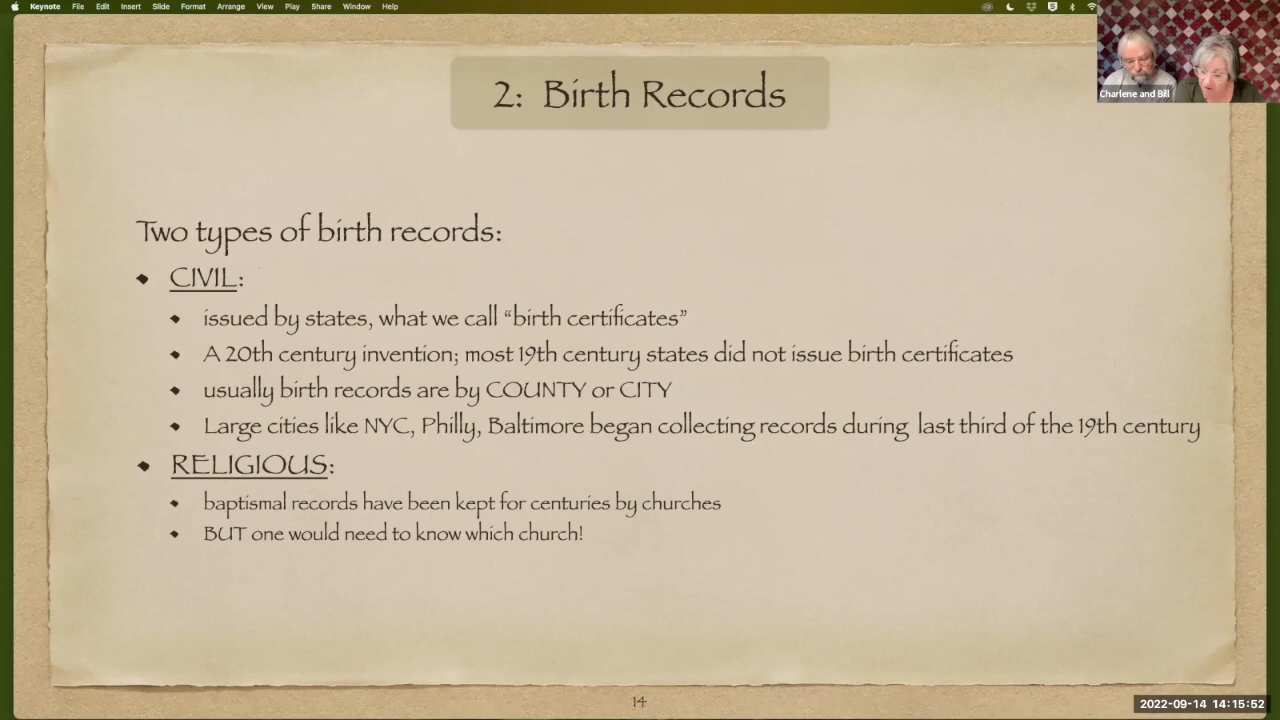 Keynote File Edit Insert Slide Format Arrange View Play Share Window Help
Charlene and Bill
2: Birth Records
Two types of birth records:
CIVIL:
issued by states, what we call “birth certificates”
A 20th century invention; most 19th century states did not issue birth certificates
usually birth records are by COUNTY or CITY
Large cities like NYC, Philly, Baltimore began collecting records during last third of the 19th century
RELIGIOUS:
baptismal records have been kept for centuries by churches
BUT one would need to know which church!
14
2022-09-14 14:15:52